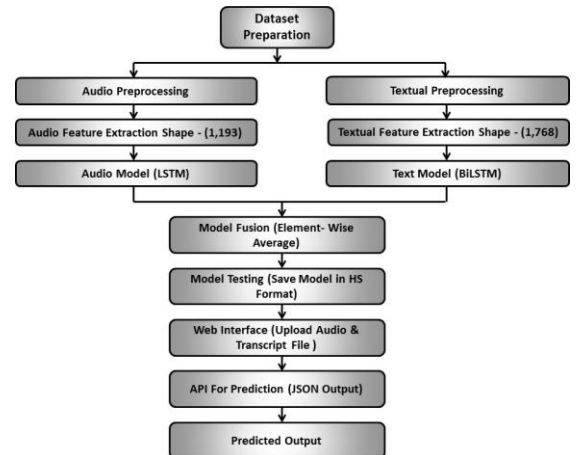 Dataset
Preparation
Audio Preprocessing
Textual Preprocessing
Audio Feature Extraction Shape - (1,193)
Textual Feature Extraction Shape - (1,768)
Audio Model (LSTM)
Text Model (BiLSTM)
Model Fusion (Element- Wise
Average)
Model Testing (Save Model in HS
Format)
Web Interface (Upload Audio &
Transcript File )
API For Prediction (JSON Output)
Predicted Output